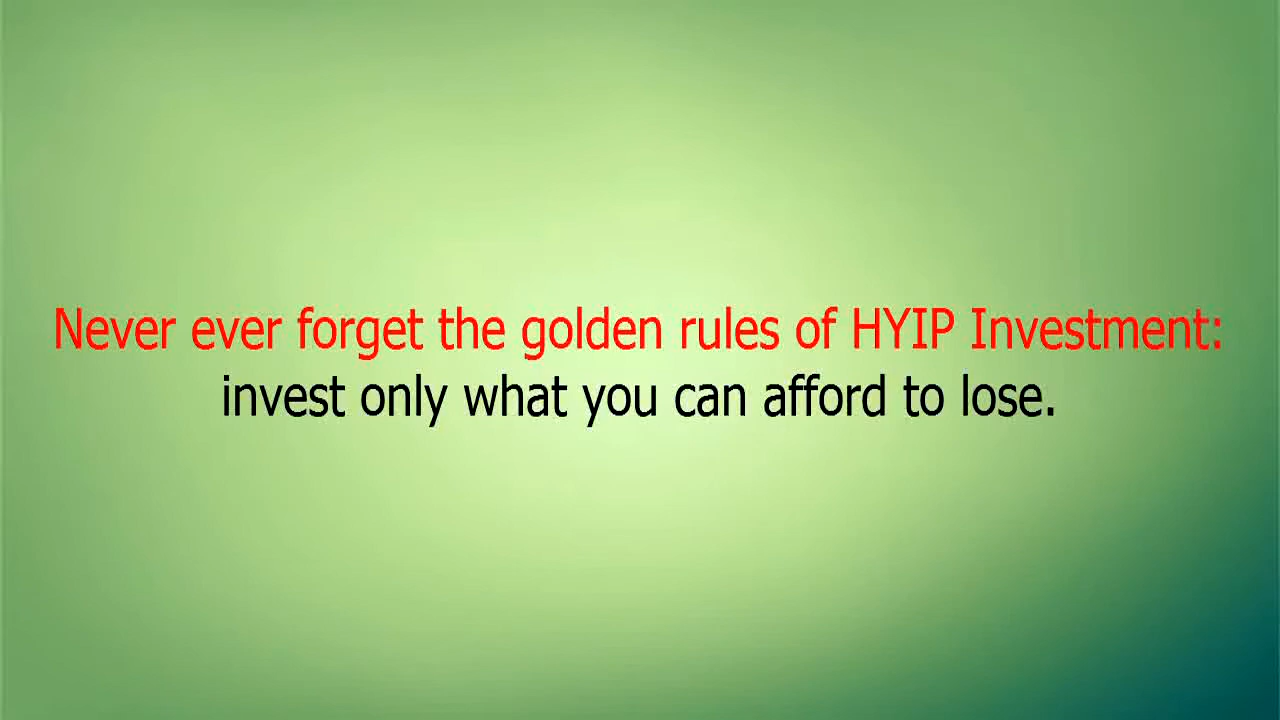 Never ever forget the golden rules of HYIP Investment:
invest only what you can afford to lose.